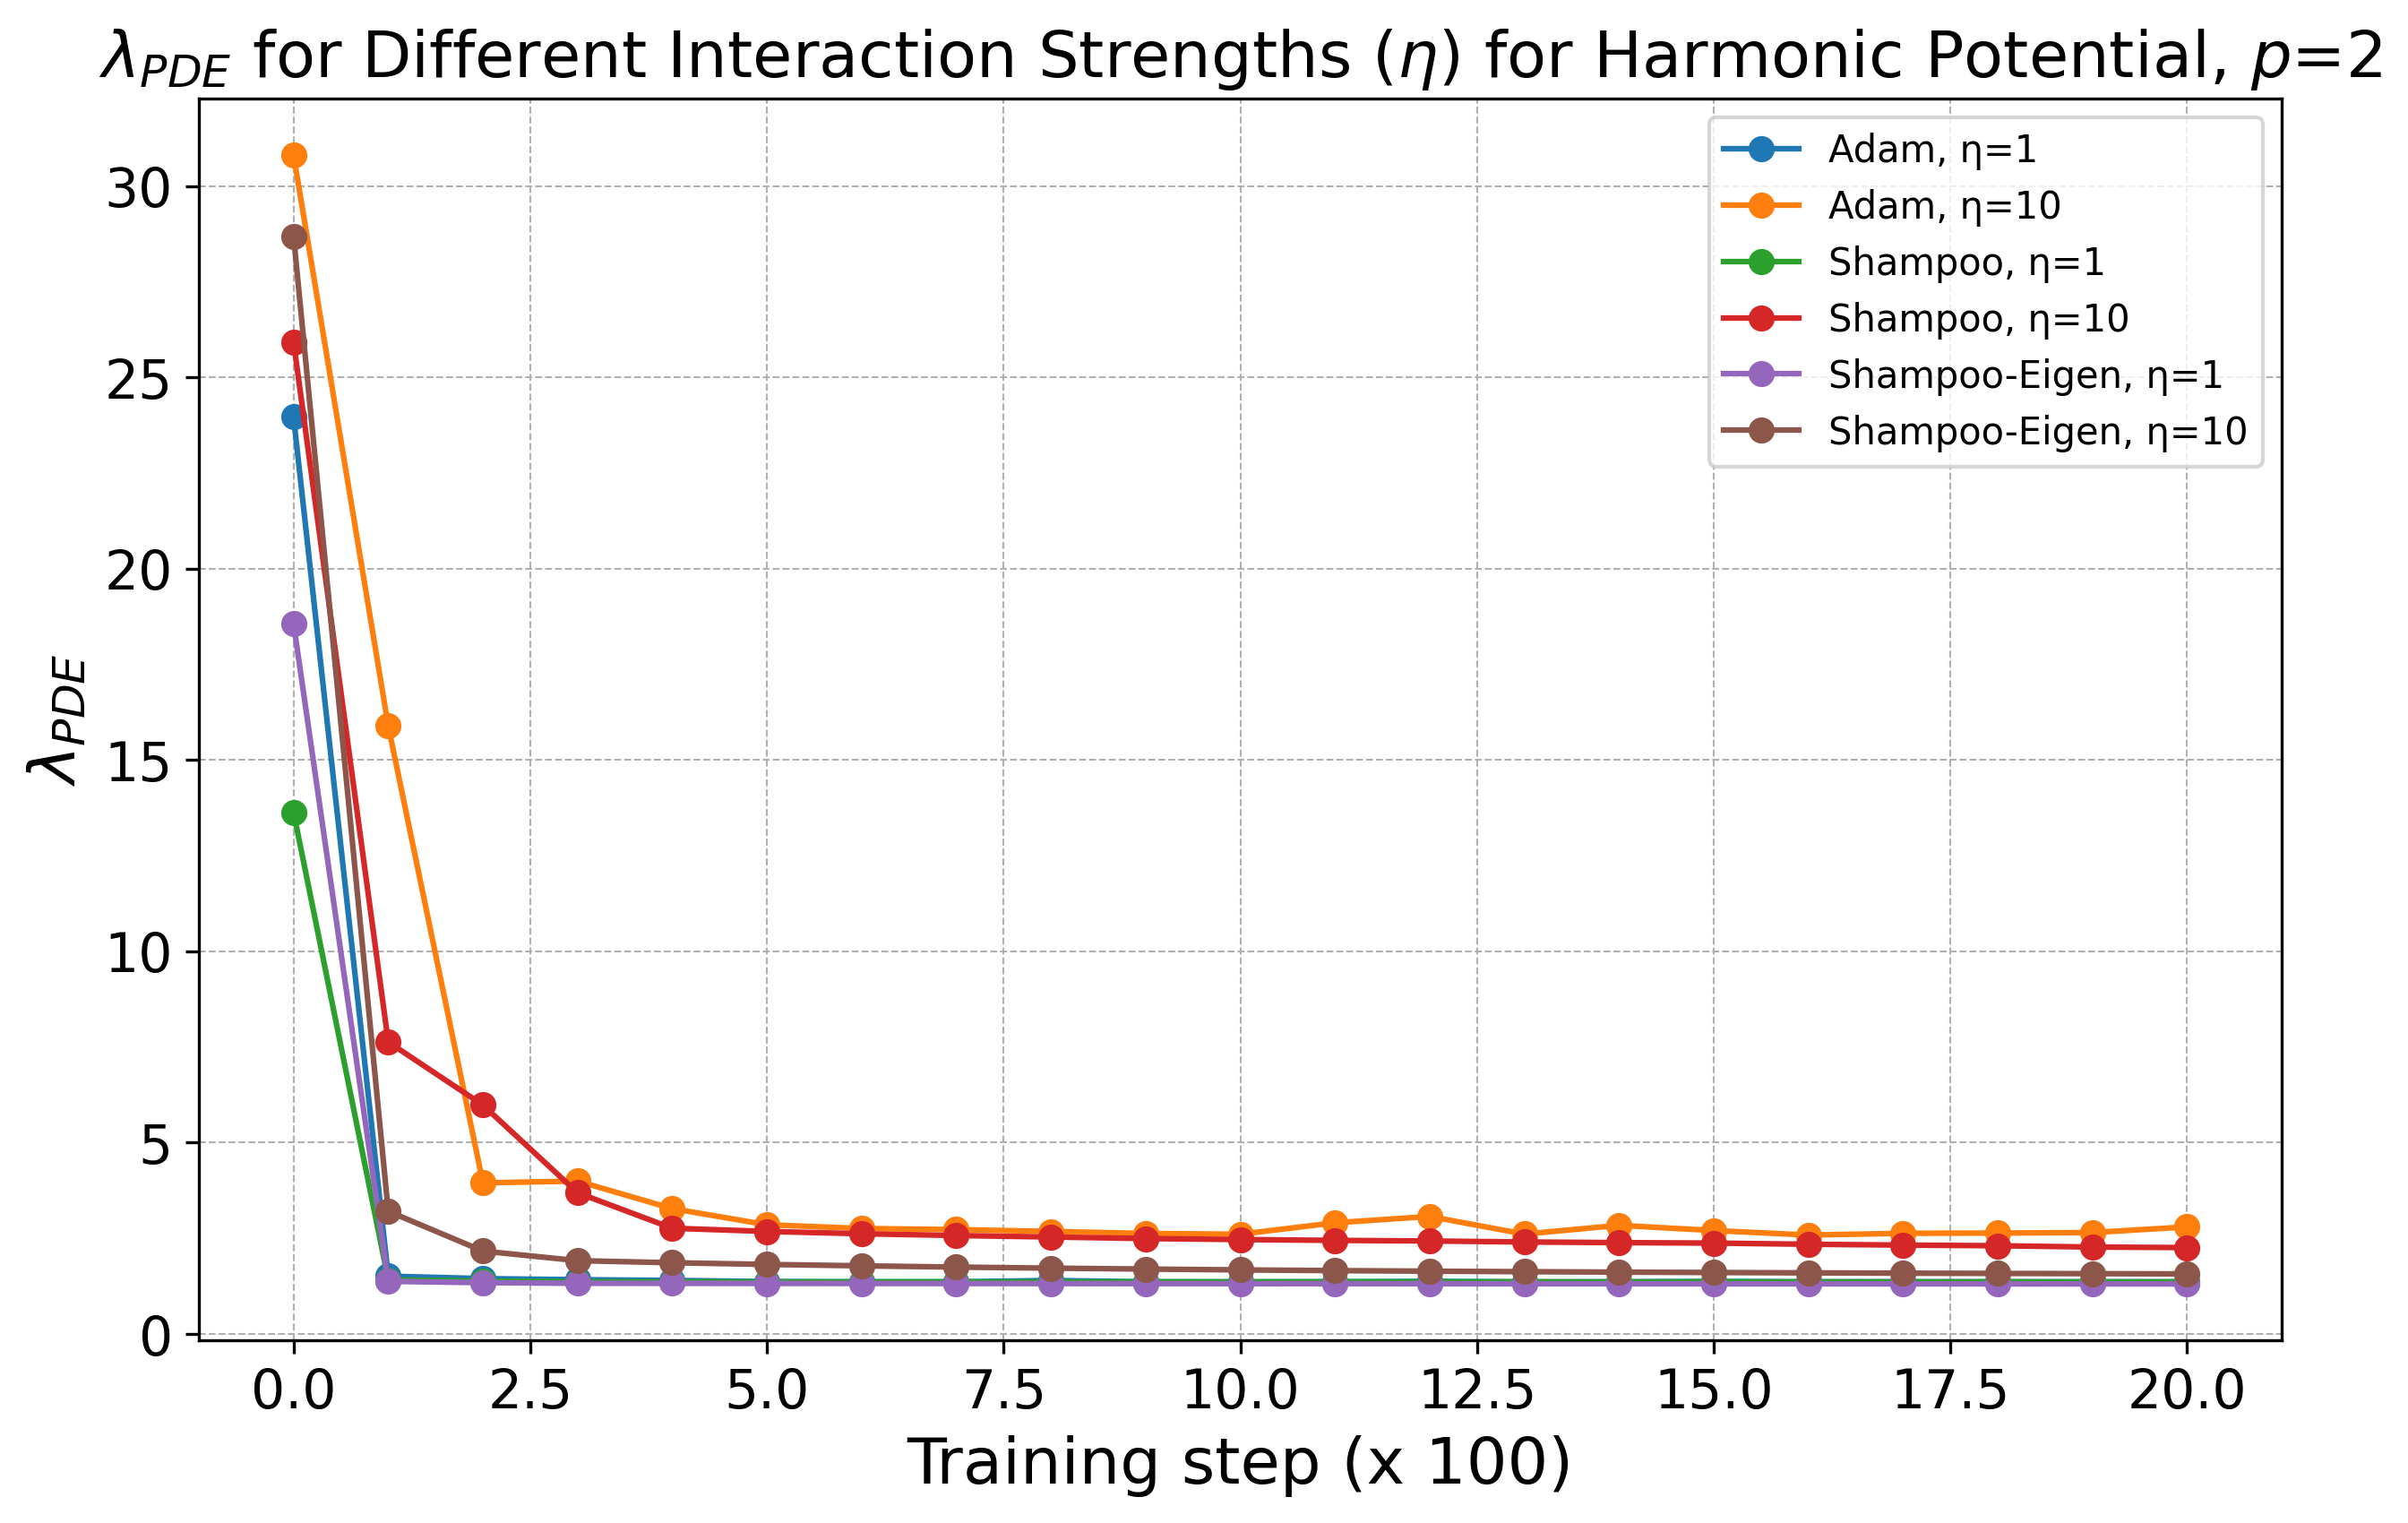 λPDE for Different Interaction Strengths (η) for Harmonic Potential, p=2
Adam, η=1
Adam, η=10
Shampoo, η=1
Shampoo, η=10
Shampoo-Eigen, η=1
Shampoo-Eigen, η=10
λPDE
30
25
20
15
10
5
0
0.0 2.5 5.0 7.5 10.0 12.5 15.0 17.5 20.0
Training step (x 100)